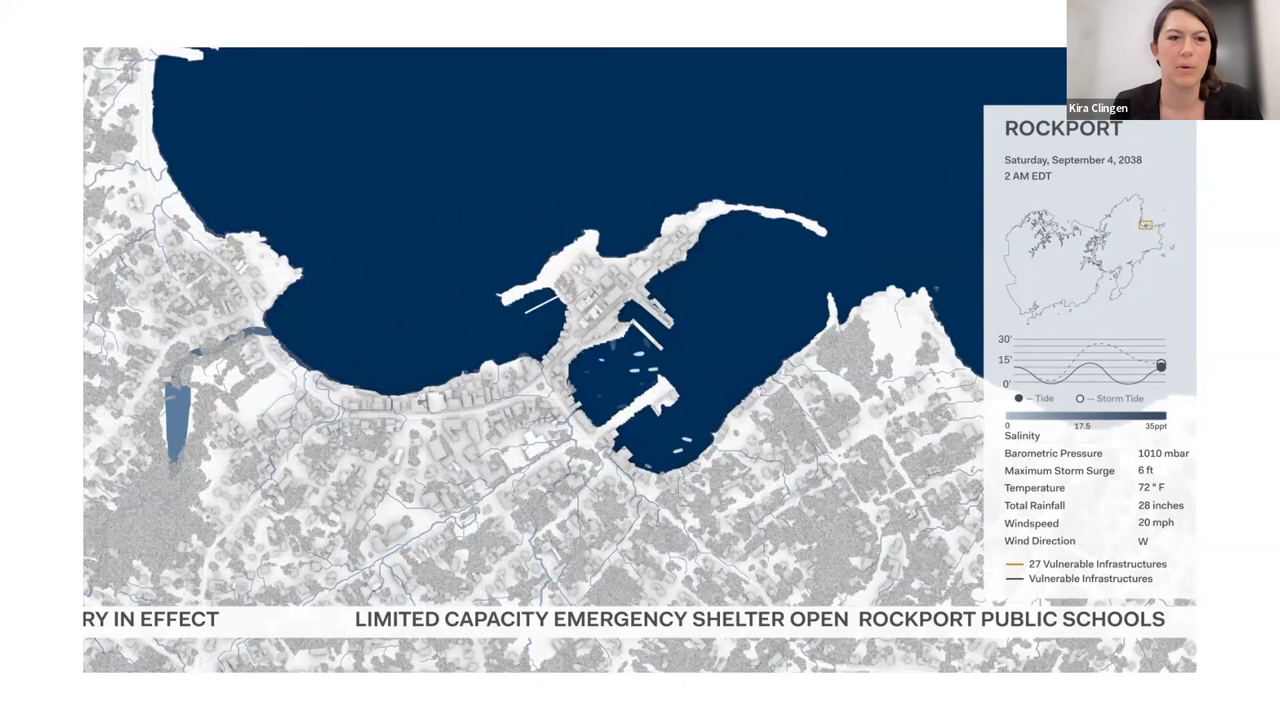 Kira Clingen
ROCKPORT
Saturday, September 4, 2038
2 AM EDT
30'
15'
0'
— Tide
— Storm Tide
0 17.5 35ppt
Salinity
Barometric Pressure 1010 mbar
Maximum Storm Surge 6 ft
Temperature 72 ° F
Total Rainfall 28 inches
Windspeed 20 mph
Wind Direction W
27 Vulnerable Infrastructures
Vulnerable Infrastructures
RY IN EFFECT LIMITED CAPACITY EMERGENCY SHELTER OPEN ROCKPORT PUBLIC SCHOOLS